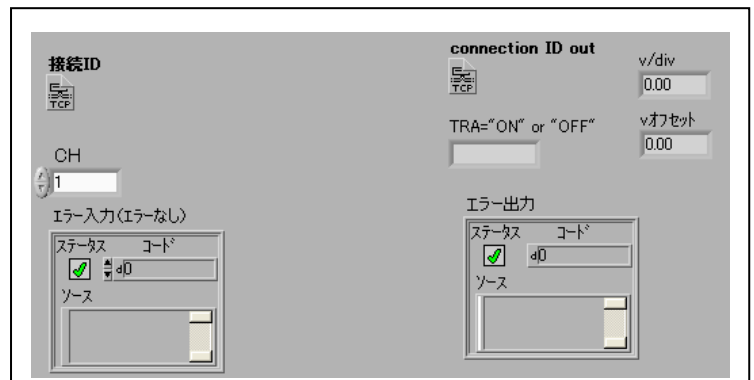 接続ID
TCP
CH
1
エラー入力(エラーなし)
ステータス コード
d0
ソース
connection ID out
TCP
v/div
0.00
TRA="ON" or "OFF"
vオフセット
0.00
エラー出力
ステータス コード
d0
ソース